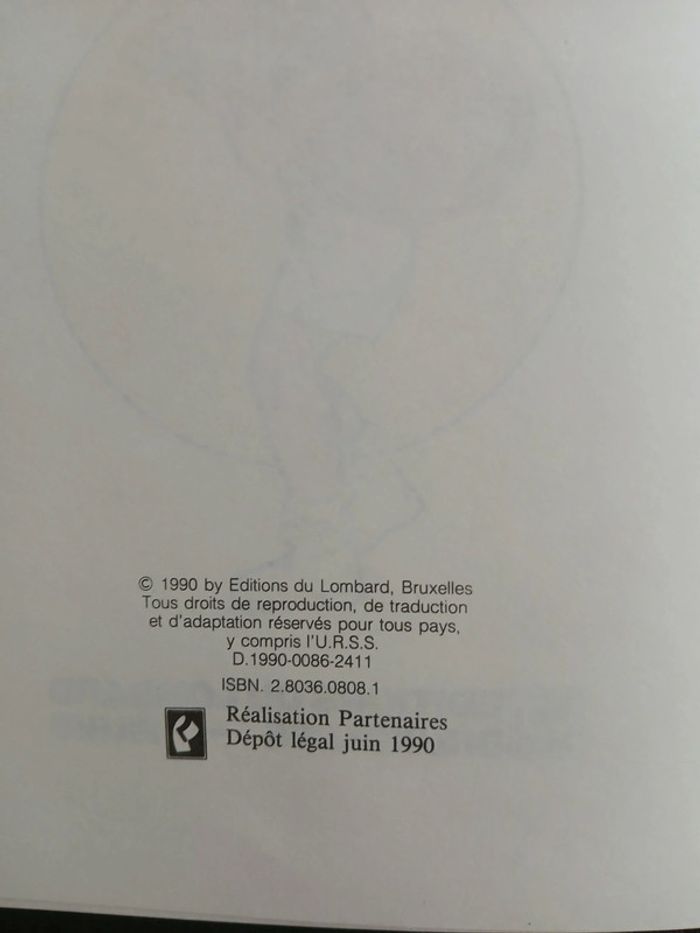 © 1990 by Editions du Lombard, Bruxelles
Tous droits de reproduction, de traduction
et d'adaptation réservés pour tous pays,
y compris l'U.R.S.S.
D.1990-0086-2411
ISBN. 2.8036.0808.1
Réalisation Partenaires
Dépôt légal juin 1990